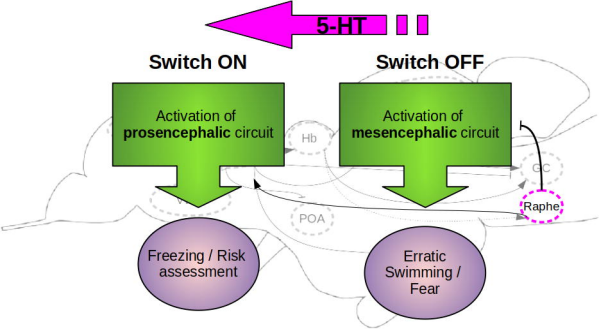 5-HT
Switch ON
Switch OFF
Activation of
prosencephalic circuit
Activation of
mesencephalic circuit
Hb
GC
Raphe
POA
Freezing / Risk
assessment
Erratic
Swimming /
Fear